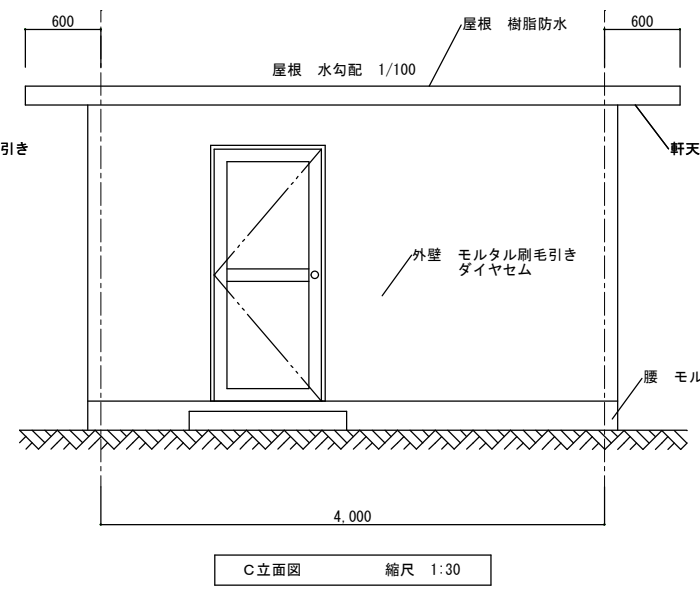 600
屋根　樹脂防水
600
屋根　水勾配　1/100
引き
軒天
外壁　モルタル刷毛引き
ダイヤセム
腰　モル
4,000
C立面図　縮尺　1:30